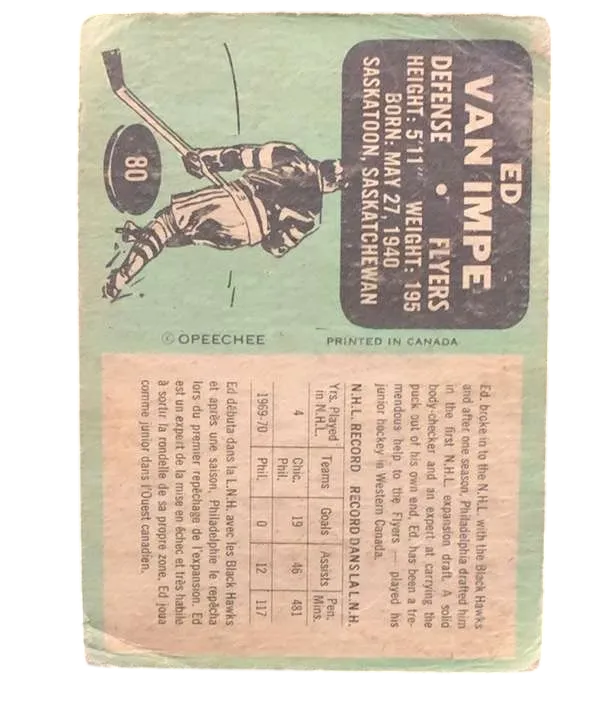 ED
VAN IMPE
DEFENSE • FLYERS
HEIGHT: 5'11" WEIGHT: 195
BORN: MAY 27, 1940
SASKATOON, SASKATCHEWAN
80
© OPEECHEE
PRINTED IN CANADA
Ed. broke in to the N.H.L. with the Black Hawks
and after one season, Philadelphia drafted him
in the first N.H.L. expansion draft. A solid
body-checker and an expert at carrying the
puck out of his own end, Ed. has been a tre-
mendous help to the Flyers — played his
junior hockey in Western Canada.
N.H.L. RECORD RECORD DANS LA L.N.H.
Yrs. Played in N.H.L. Teams Goals Assists Pen. Mins.
4 Chic. Phil. 19 46 481
1969-70 Phil. 0 12 117
Ed débuta dans la L.N.H. avec les Black Hawks
et après une saison, Philadelphie le repêcha
lors du premier repêchage de l'expansion. Ed
est un expert de la mise en échec et très habile
à sortir la rondelle de sa propre zone. Ed joua
comme junior dans l'Ouest canadien.